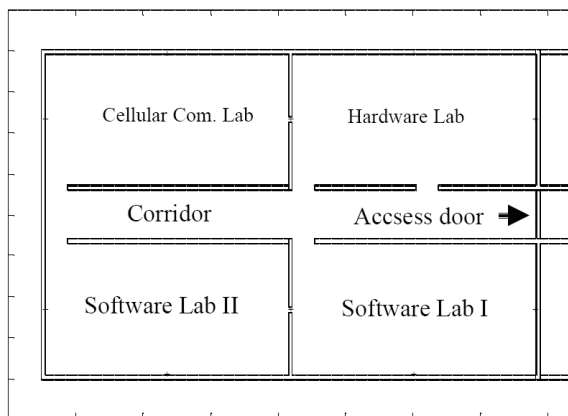 Cellular Com. Lab
Hardware Lab
Corridor
Accsess door
Software Lab II
Software Lab I